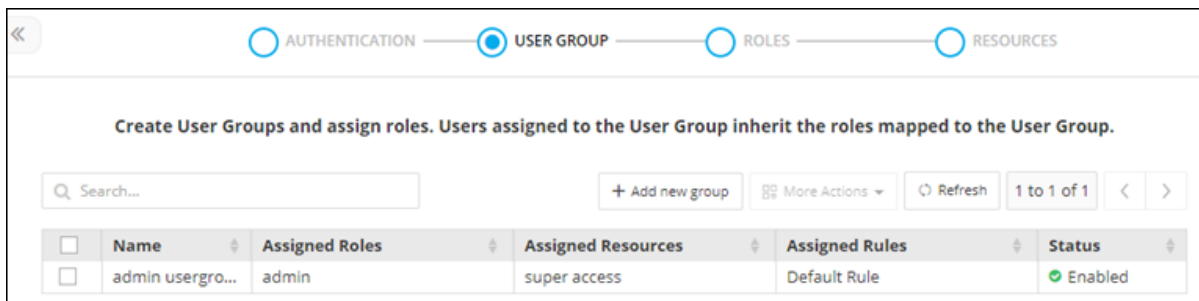 AUTHENTICATION USER GROUP ROLES RESOURCES
Create User Groups and assign roles. Users assigned to the User Group inherit the roles mapped to the User Group.
Search... + Add new group More Actions Refresh 1 to 1 of 1
Name Assigned Roles Assigned Resources Assigned Rules Status
admin usergro... admin super access Default Rule Enabled